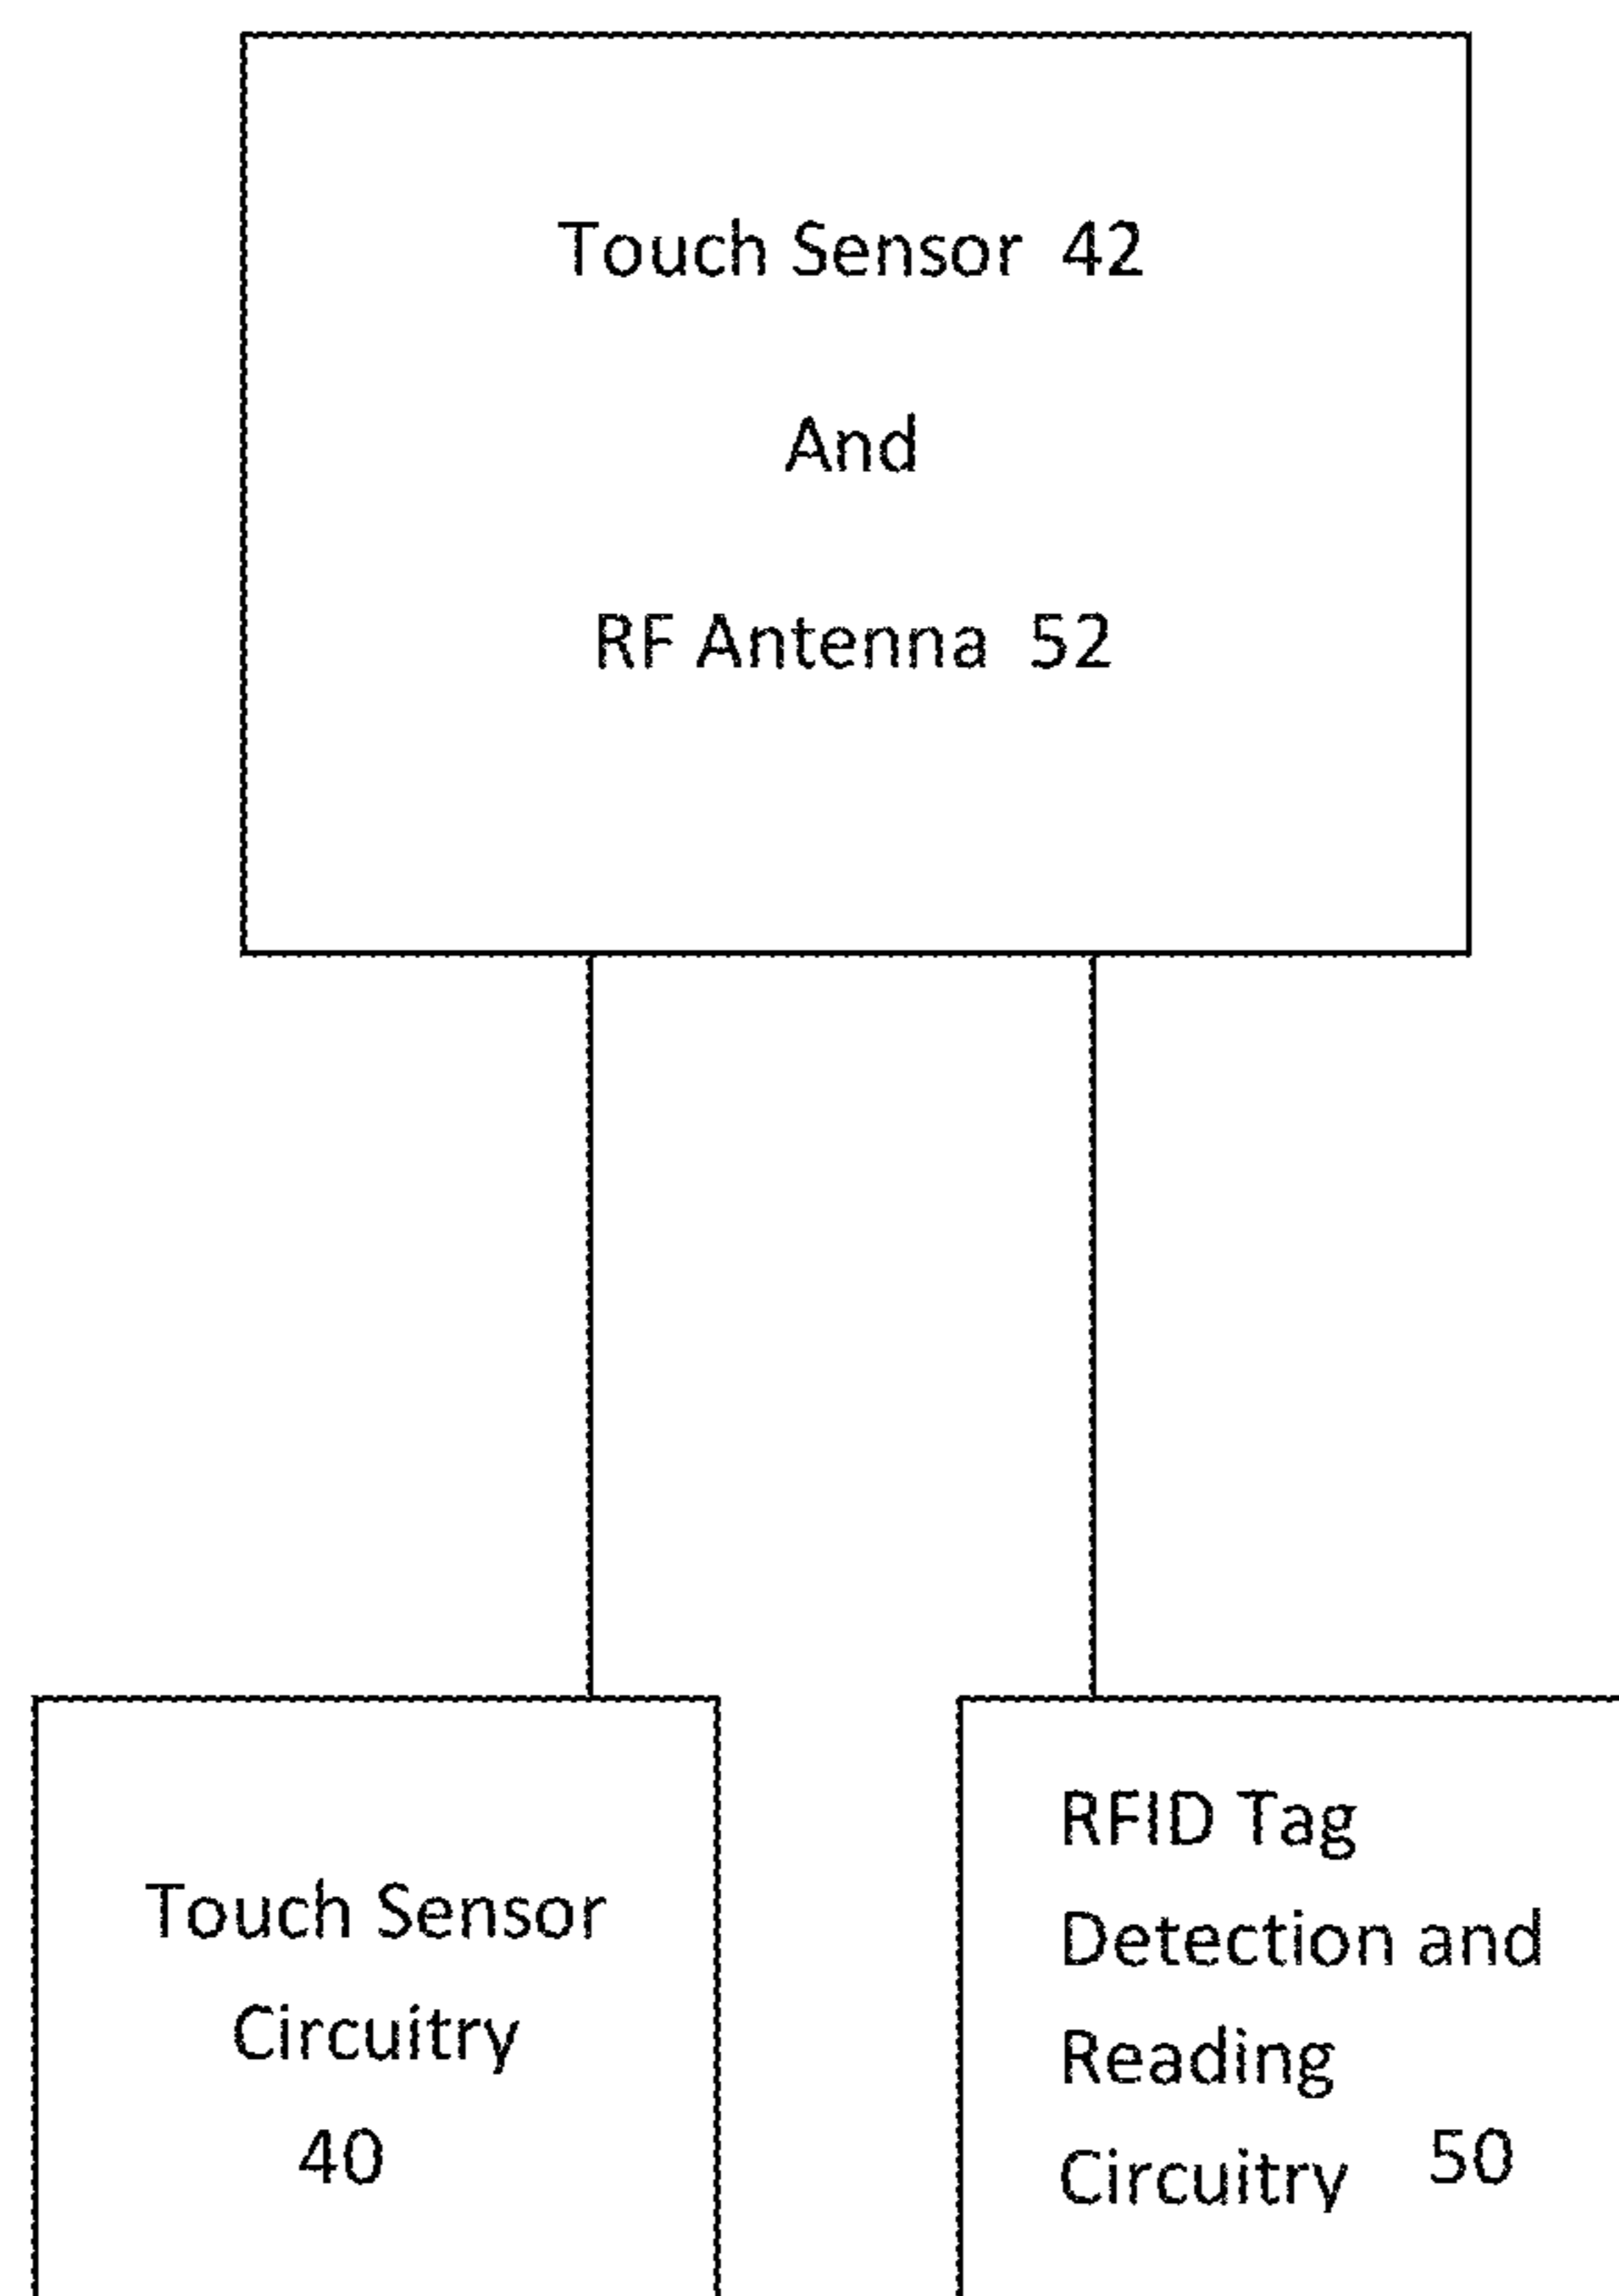 Touch Sensor 42
And
RF Antenna 52
Touch Sensor
Circuitry
40
RFID Tag
Detection and
Reading
Circuitry 50